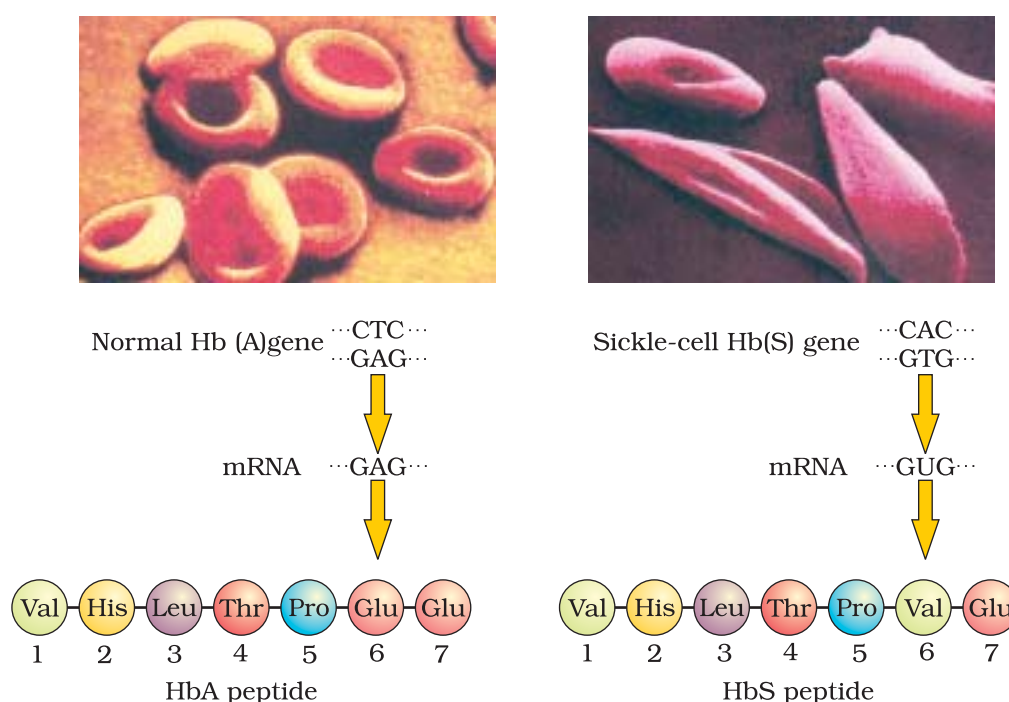 Normal Hb (A)gene
···CTC···
···GAG···
mRNA ···GAG···
Val His Leu Thr Pro Glu Glu
1 2 3 4 5 6 7
HbA peptide
Sickle-cell Hb(S) gene
···CAC···
···GTG···
mRNA ···GUG···
Val His Leu Thr Pro Val Glu
1 2 3 4 5 6 7
HbS peptide